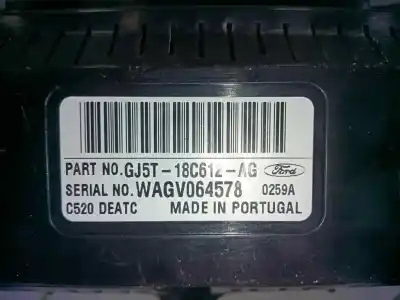 PART NO.GJ5T-18C612-AG Ford
SERIAL NO.WAGV064578 0259A
C520 DEATC MADE IN PORTUGAL